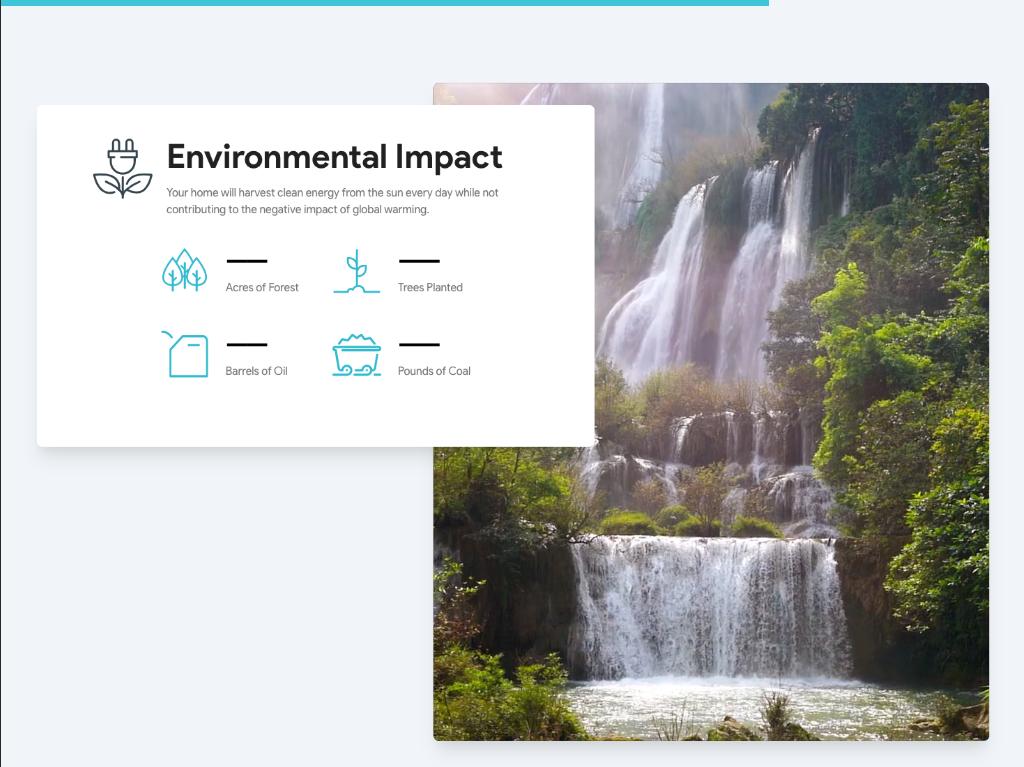 Environmental Impact
Your home will harvest clean energy from the sun every day while not
contributing to the negative impact of global warming.
Acres of Forest
Trees Planted
Barrels of Oil
Pounds of Coal